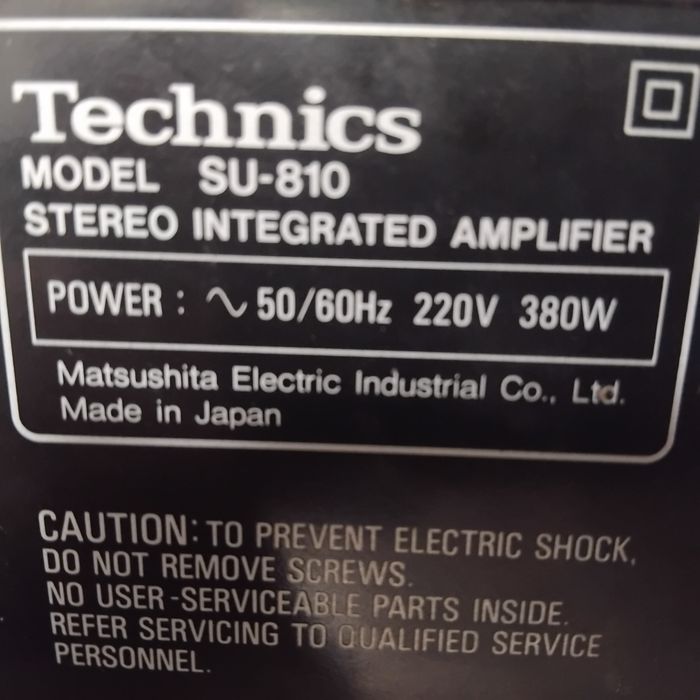 Technics
MODEL SU-810
STEREO INTEGRATED AMPLIFIER
POWER : ∿ 50/60Hz 220V 380W
Matsushita Electric Industrial Co., Ltd.
Made in Japan
CAUTION: TO PREVENT ELECTRIC SHOCK,
DO NOT REMOVE SCREWS.
NO USER-SERVICEABLE PARTS INSIDE.
REFER SERVICING TO QUALIFIED SERVICE
PERSONNEL.